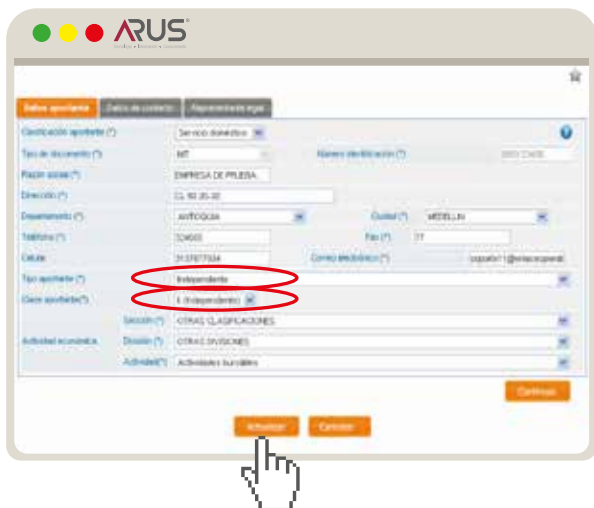 ARUS
Datos aportante Datos de contacto Representante legal
Clasificación aportante (*) Servicio doméstico
Tipo de documento (*) NIT Número identificación (*)
Razón social (*) EMPRESA DE PRUEBA
Dirección (*)
Departamento (*) ANTIOQUIA Ciudad (*) MEDELLIN
Teléfono (*) Fax (*)
Celular Correo electrónico (*)
Tipo aportante (*) Independiente
Clase aportante(*) I (Independiente)
Sección (*) OTRAS CLASIFICACIONES
Actividad económica División (*) OTRAS DIVISIONES
Actividad(*) Actividades bursátiles
Continuar
Actualizar Cancelar